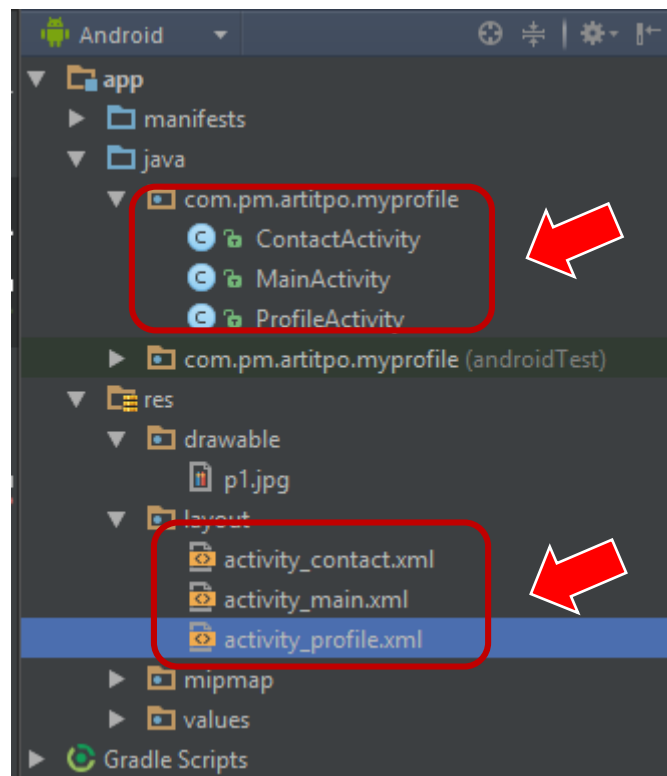 Android
app
manifests
java
com.pm.artitpo.myprofile
ContactActivity
MainActivity
ProfileActivity
com.pm.artitpo.myprofile (androidTest)
res
drawable
p1.jpg
layout
activity_contact.xml
activity_main.xml
activity_profile.xml
mipmap
values
Gradle Scripts